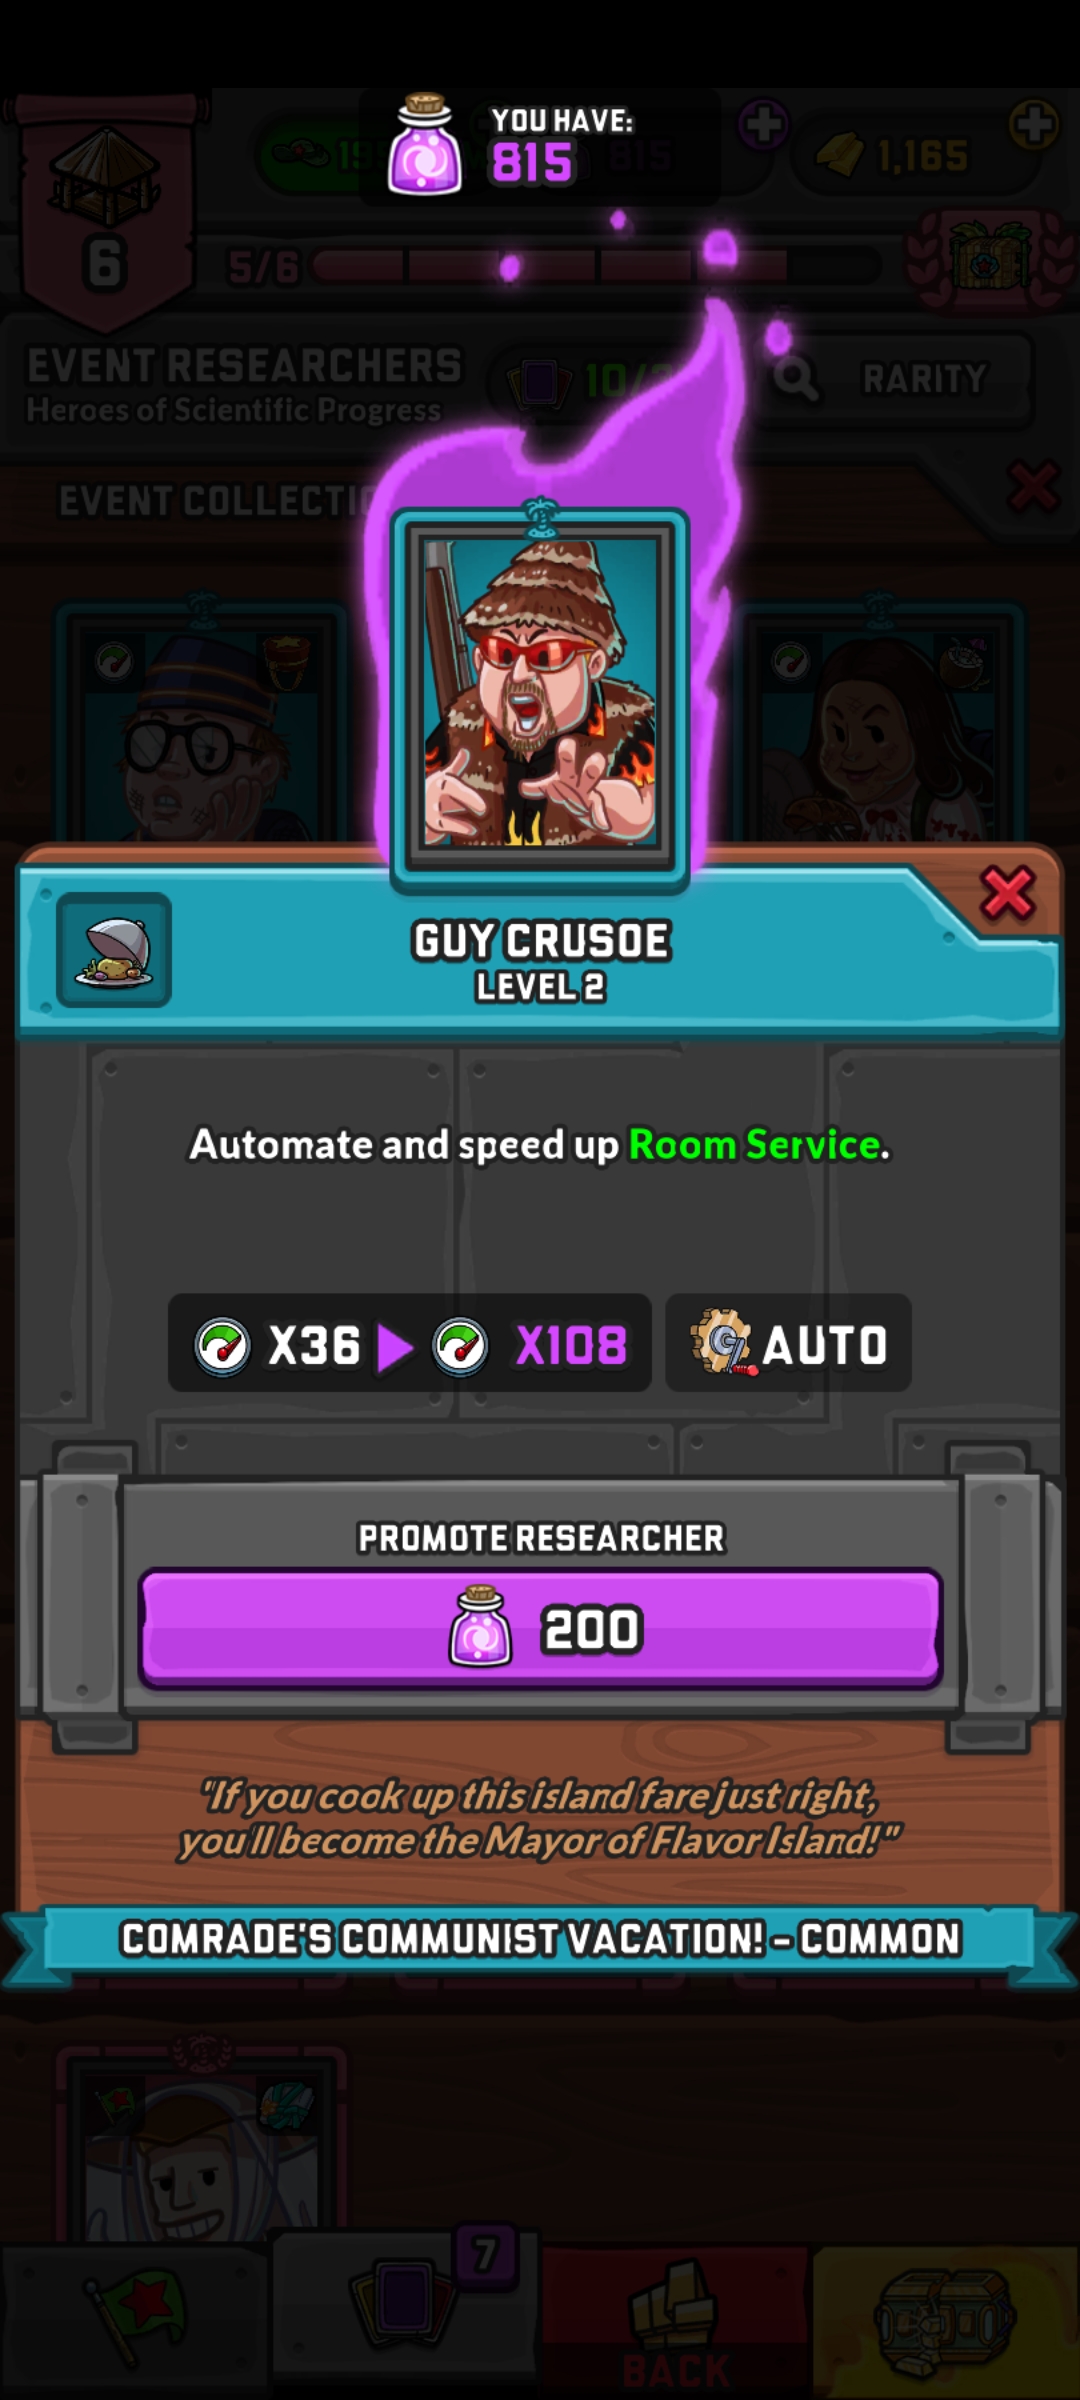 YOU HAVE:
815
815
1,165
6
5/6
EVENT RESEARCHERS
Heroes of Scientific Progress
RARITY
GUY CRUSOE
LEVEL 2
Automate and speed up Room Service.
X36 X108 AUTO
PROMOTE RESEARCHER
200
"If you cook up this island fare just right,
you'll become the Mayor of Flavor Island!"
COMRADE'S COMMUNIST VACATION! - COMMON
7
BACK